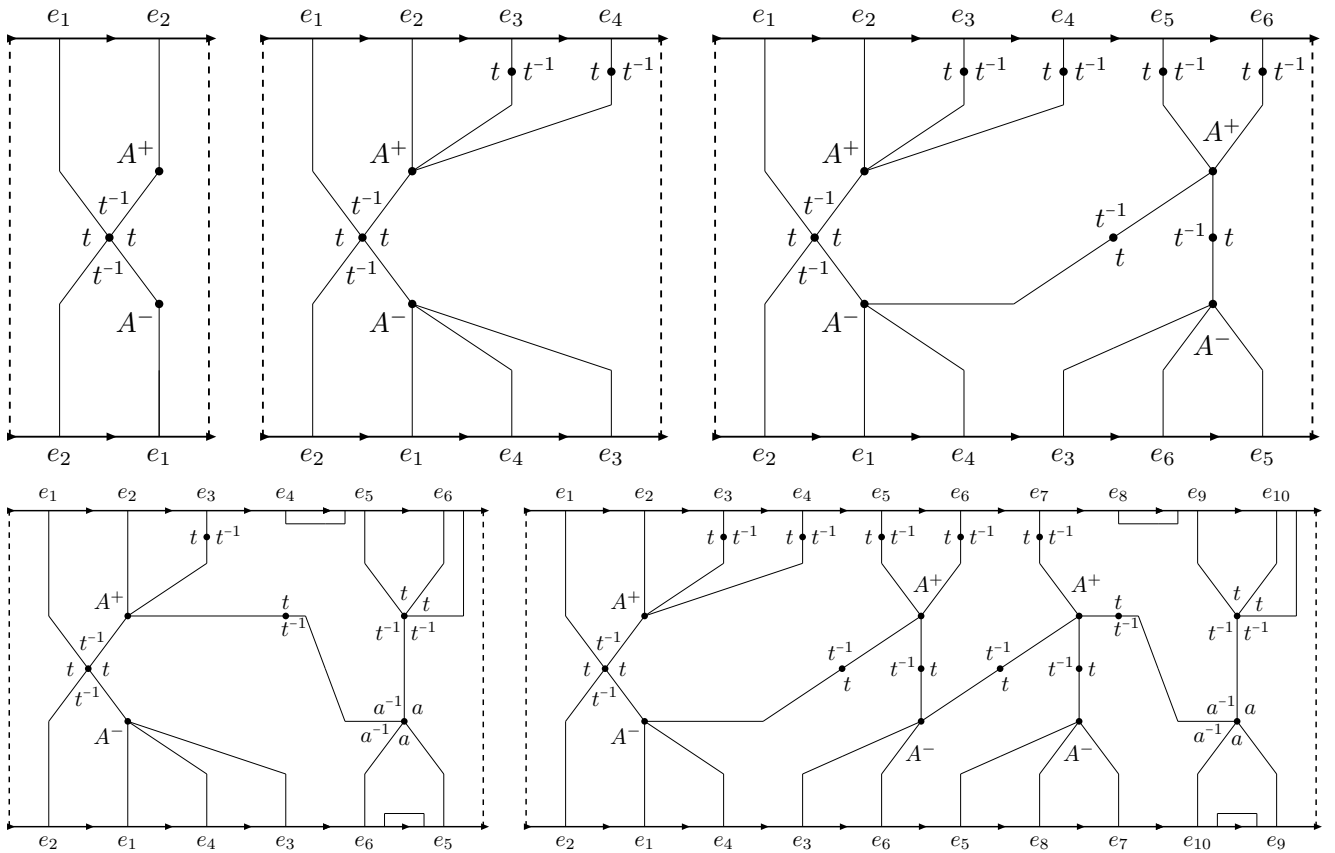 e₁ e₂ e₁ e₂ e₃ e₄ e₁ e₂ e₃ e₄ e₅ e₆
t t⁻¹ t t⁻¹ t t⁻¹ t t⁻¹ t t⁻¹ t t⁻¹
A⁺ A⁺ A⁺ A⁺
t⁻¹ t⁻¹ t⁻¹ t⁻¹
t t t t t t t⁻¹ t
t⁻¹ t⁻¹ t⁻¹ t
A⁻ A⁻ A⁻ A⁻
e₂ e₁ e₂ e₁ e₄ e₃ e₂ e₁ e₄ e₃ e₆ e₅
e₁ e₂ e₃ e₄ e₅ e₆ e₁ e₂ e₃ e₄ e₅ e₆ e₇ e₈ e₉ e₁₀
t t⁻¹ t t⁻¹ t t⁻¹ t t⁻¹ t t⁻¹ t t⁻¹
A⁺ t t t A⁺ A⁺ A⁺ t t t
t⁻¹ t⁻¹ t⁻¹ t⁻¹ t⁻¹ t⁻¹
t⁻¹ t⁻¹ t⁻¹ t⁻¹
t t t t t⁻¹ t t⁻¹ t
t⁻¹ t⁻¹ t t
a⁻¹ a a⁻¹ a
A⁻ a⁻¹ a A⁻ A⁻ A⁻ a⁻¹ a
e₂ e₁ e₄ e₃ e₆ e₅ e₂ e₁ e₄ e₃ e₆ e₅ e₈ e₇ e₁₀ e₉